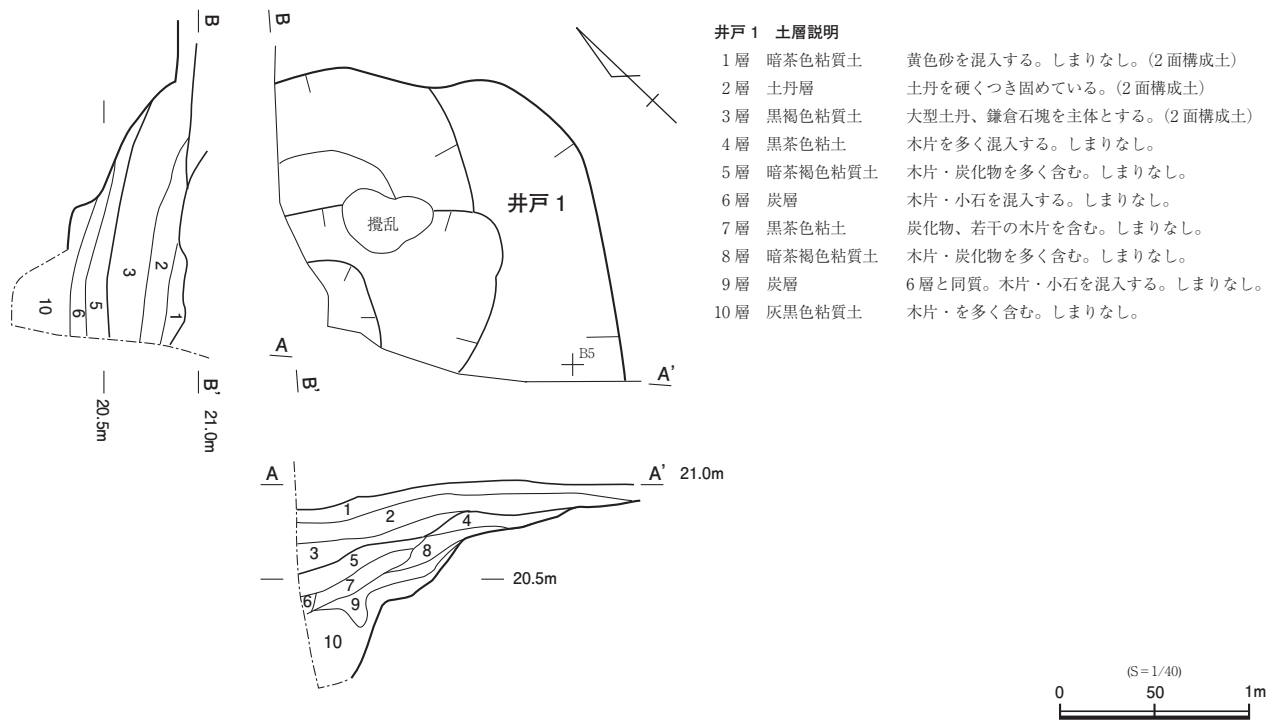 B
B
井戸 1
攪乱
3
2
1
10
6
5
A
B5
A'
B'
B'
20.5m
21.0m
井戸 1 土層説明
1層 暗茶色粘質土 黄色砂を混入する。しまりなし。(2面構成土)
2層 土丹層 土丹を硬くつき固めている。(2面構成土)
3層 黒褐色粘質土 大型土丹、鎌倉石塊を主体とする。(2面構成土)
4層 黒茶色粘土 木片を多く混入する。しまりなし。
5層 暗茶褐色粘質土 木片・炭化物を多く含む。しまりなし。
6層 炭層 木片・小石を混入する。しまりなし。
7層 黒茶色粘土 炭化物、若干の木片を含む。しまりなし。
8層 暗茶褐色粘質土 木片・炭化物を多く含む。しまりなし。
9層 炭層 6層と同質。木片・小石を混入する。しまりなし。
10層 灰黒色粘質土 木片・を多く含む。しまりなし。
A
A' 21.0m
1
2
4
3
5
8
7
20.5m
6
9
10
(S=1/40)
0 50 1m